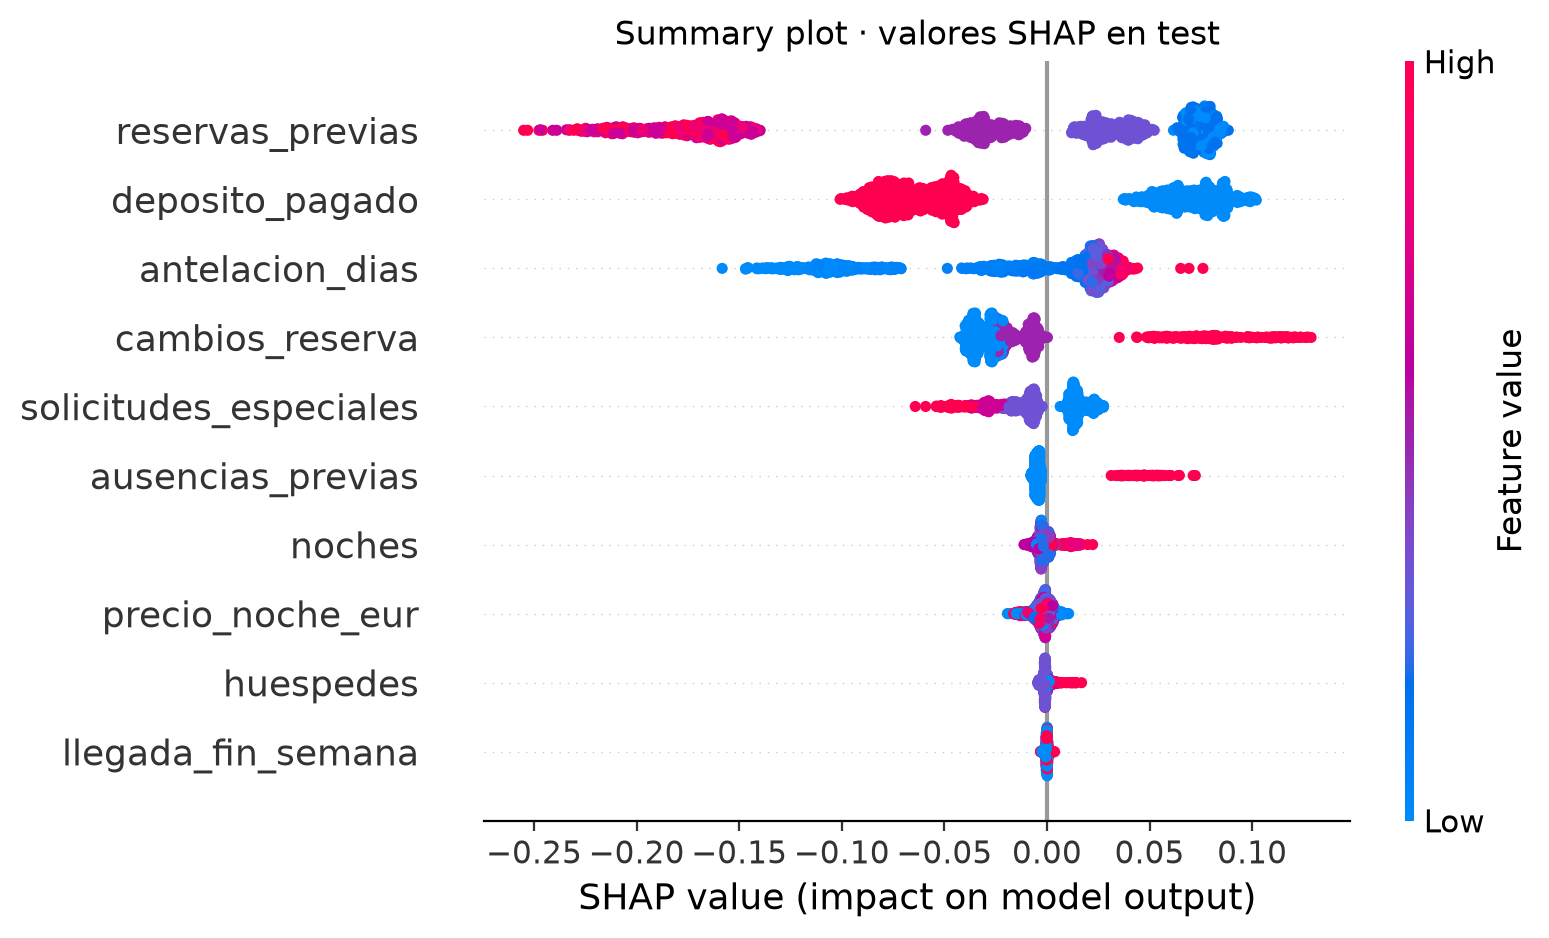 Summary plot · valores SHAP en test
High
reservas_previas
deposito_pagado
antelacion_dias
cambios_reserva
solicitudes_especiales
ausencias_previas
noches
precio_noche_eur
huespedes
llegada_fin_semana
Feature value
Low
−0.25 −0.20 −0.15 −0.10 −0.05 0.00 0.05 0.10
SHAP value (impact on model output)